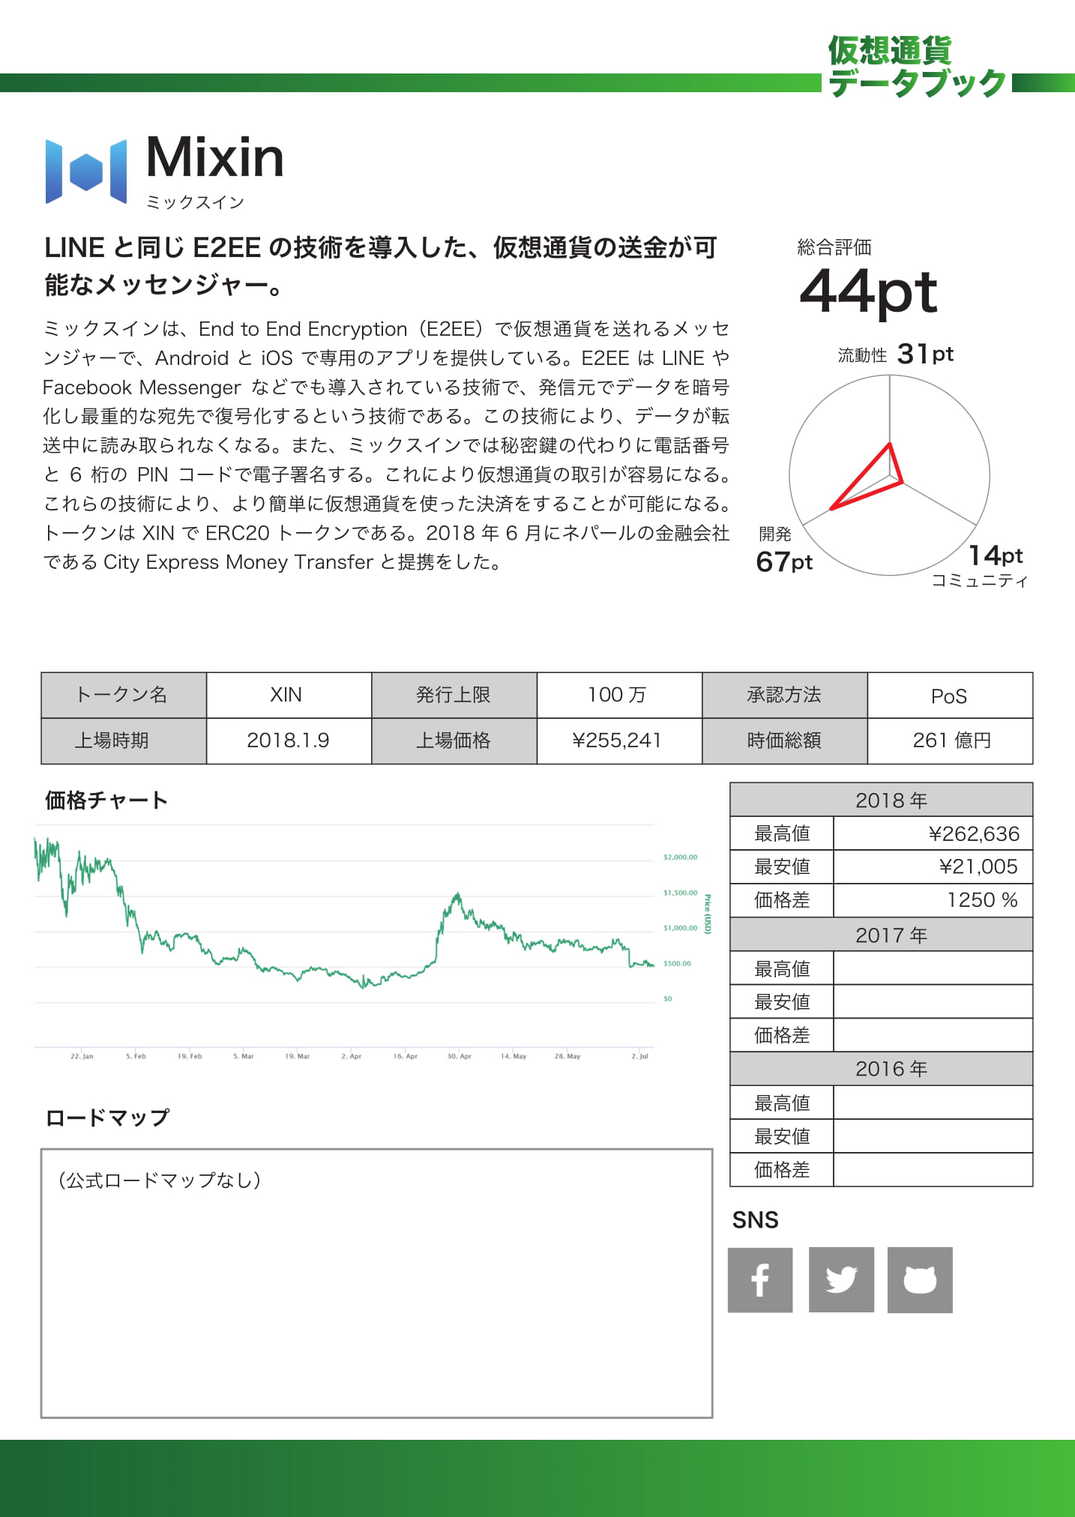 仮想通貨
データブック
Mixin
ミックスイン
LINE と同じ E2EE の技術を導入した、仮想通貨の送金が可
能なメッセンジャー。
ミックスインは、End to End Encryption（E2EE）で仮想通貨を送れるメッセ
ンジャーで、Android と iOS で専用のアプリを提供している。E2EE は LINE や
Facebook Messenger などでも導入されている技術で、発信元でデータを暗号
化し最重的な宛先で復号化するという技術である。この技術により、データが転
送中に読み取られなくなる。また、ミックスインでは秘密鍵の代わりに電話番号
と 6 桁の PIN コードで電子署名する。これにより仮想通貨の取引が容易になる。
これらの技術により、より簡単に仮想通貨を使った決済をすることが可能になる。
トークンは XIN で ERC20 トークンである。2018 年 6 月にネパールの金融会社
である City Express Money Transfer と提携をした。
総合評価
44pt
流動性 31pt
開発
67pt
14pt
コミュニティ
トークン名 XIN 発行上限 100 万 承認方法 PoS
上場時期 2018.1.9 上場価格 ¥255,241 時価総額 261 億円
価格チャート
$2,000.00
$1,500.00
$1,000.00
$500.00
$0
Price (USD)
22. Jan 5. Feb 19. Feb 5. Mar 19. Mar 2. Apr 16. Apr 30. Apr 14. May 28. May 2. Jul
2018 年
最高値 ¥262,636
最安値 ¥21,005
価格差 1250 %
2017 年
最高値
最安値
価格差
2016 年
最高値
最安値
価格差
ロードマップ
（公式ロードマップなし）
SNS